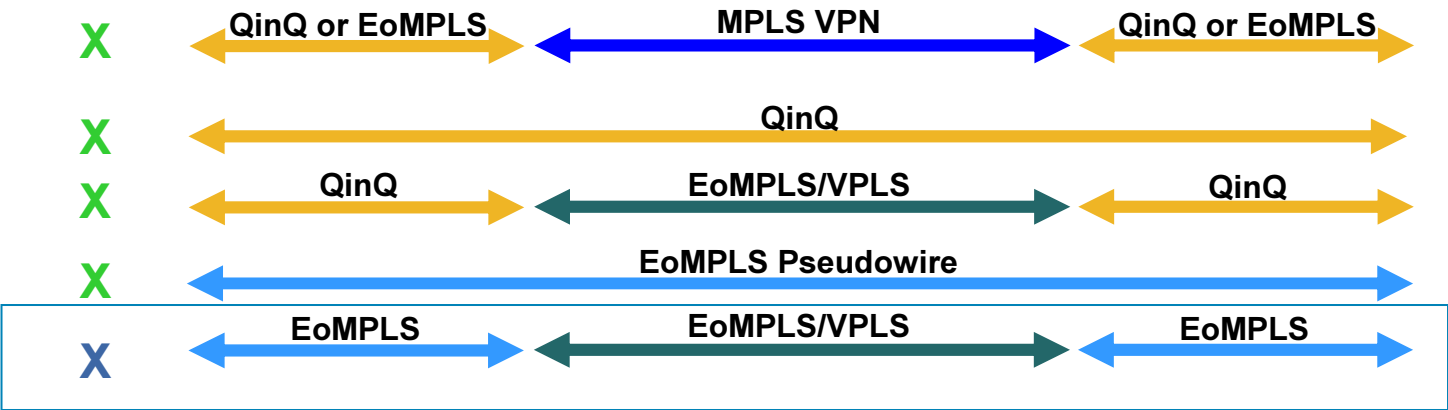 X QinQ or EoMPLS MPLS VPN QinQ or EoMPLS
X QinQ
X QinQ EoMPLS/VPLS QinQ
X EoMPLS Pseudowire
X EoMPLS EoMPLS/VPLS EoMPLS